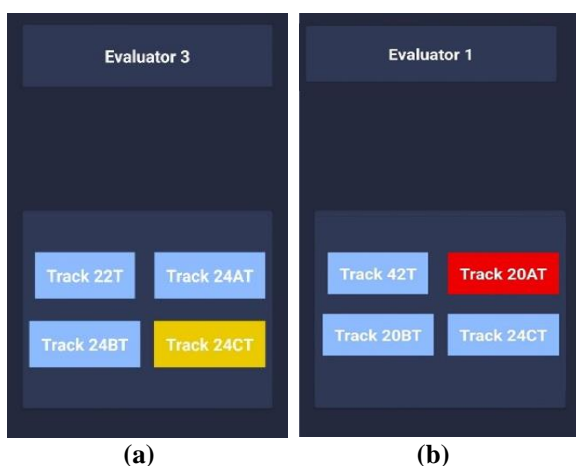 Evaluator 3
Track 22T Track 24AT
Track 24BT Track 24CT
(a)
Evaluator 1
Track 42T Track 20AT
Track 20BT Track 24CT
(b)